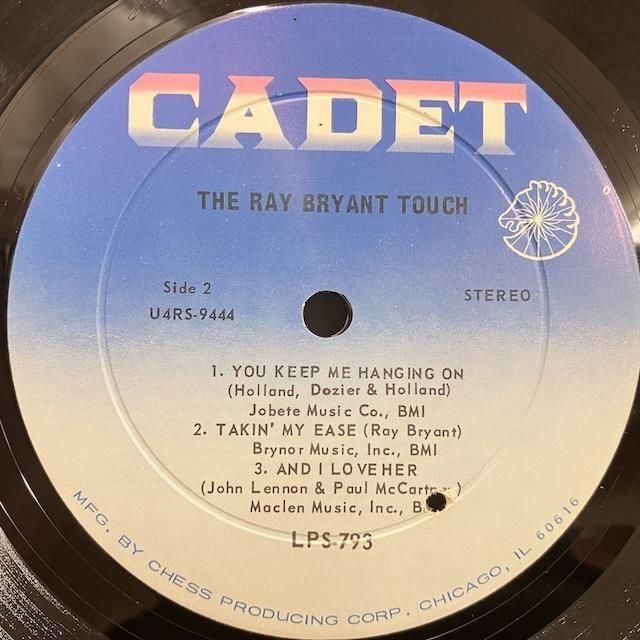 CADET
THE RAY BRYANT TOUCH
Side 2
U4RS-9444
STEREO
1. YOU KEEP ME HANGING ON
(Holland, Dozier & Holland)
Jobete Music Co., BMI
2. TAKIN' MY EASE (Ray Bryant)
Brynor Music, Inc., BMI
3. AND I LOVE HER
(John Lennon & Paul
Maclen Music, Inc.,
LPS-793
MFG. BY CHESS PRODUCING CORP., CHICAGO, IL 60616